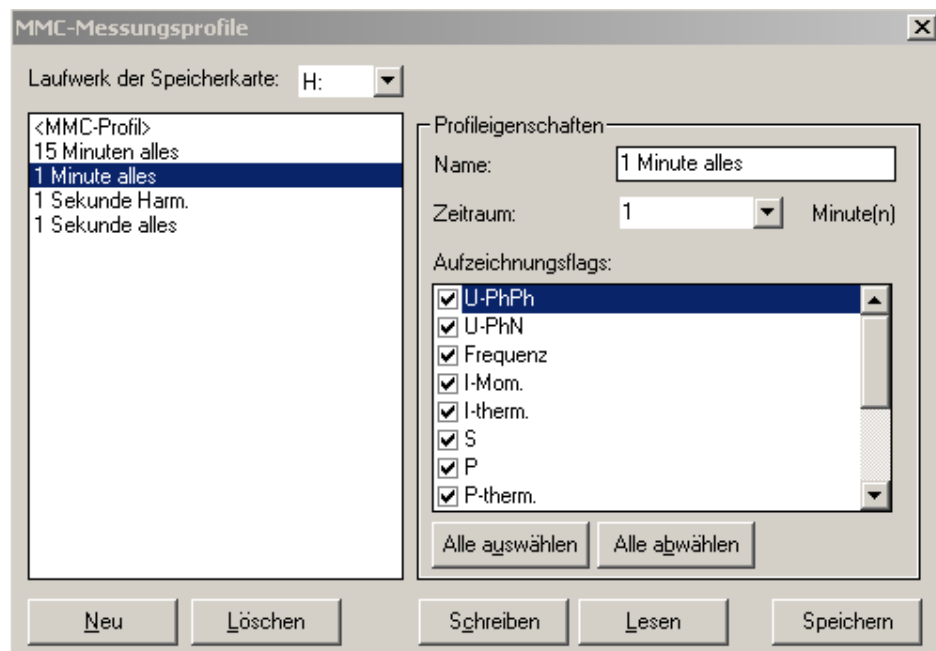 MMC-Messungsprofile
Laufwerk der Speicherkarte: H:
<MMC-Profil>
15 Minuten alles
1 Minute alles
1 Sekunde Harm.
1 Sekunde alles
Profileigenschaften
Name: 1 Minute alles
Zeitraum: 1 Minute(n)
Aufzeichnungsflags:
U-PhPh
U-PhN
Frequenz
I-Mom.
I-therm.
S
P
P-therm.
Alle auswählen Alle abwählen
Neu Löschen Schreiben Lesen Speichern